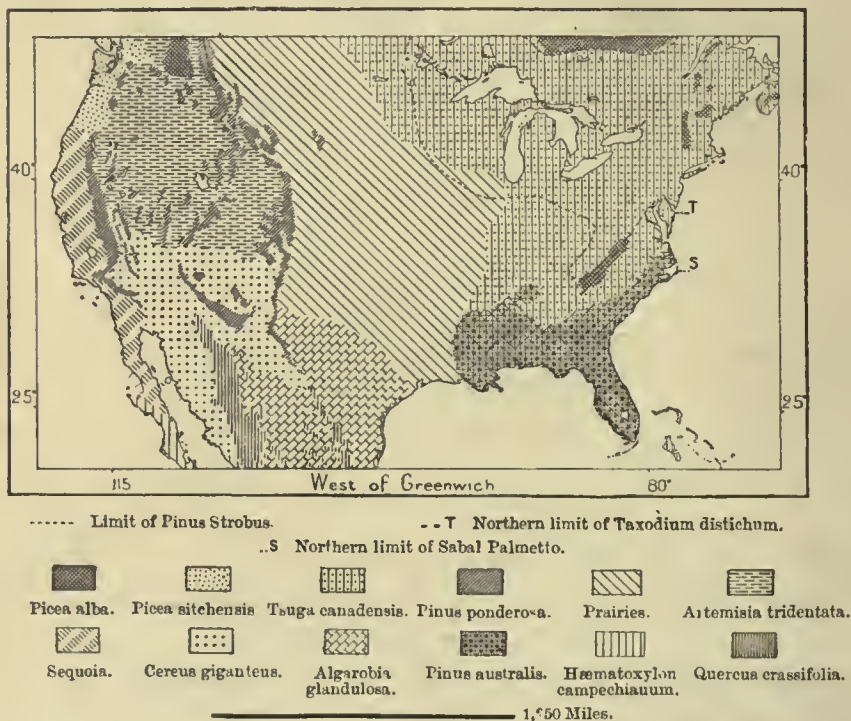 40°
40°
T
S
25°
25°
115
West of Greenwich
80°
------ Limit of Pinus Strobus.
--T Northern limit of Taxodium distichum.
..S Northern limit of Sabal Palmetto.
Picea alba. Picea sitchensis Tsuga canadensis. Pinus ponderosa. Prairies. Artemisia tridentata.
Sequoia. Cereus giganteus. Algarobia glandulosa. Pinus australis. Hæmatoxylon campechiauum. Quercus crassifolia.
Miles.